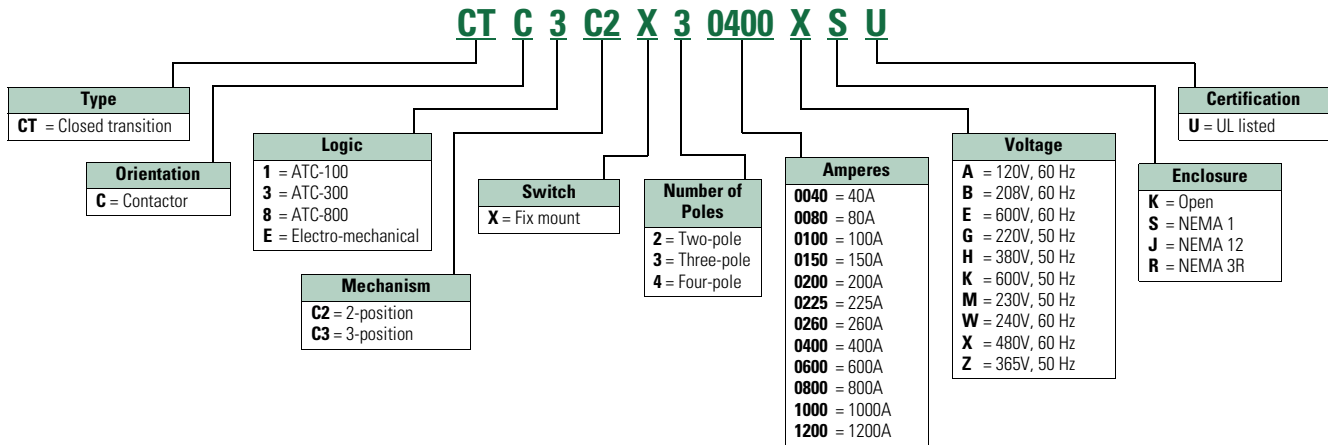 CT C 3 C2 X 3 0400 X S U
Type
CT = Closed transition
Orientation
C = Contactor
Logic
1 = ATC-100
3 = ATC-300
8 = ATC-800
E = Electro-mechanical
Mechanism
C2 = 2-position
C3 = 3-position
Switch
X = Fix mount
Number of
Poles
2 = Two-pole
3 = Three-pole
4 = Four-pole
Amperes
0040 = 40A
0080 = 80A
0100 = 100A
0150 = 150A
0200 = 200A
0225 = 225A
0260 = 260A
0400 = 400A
0600 = 600A
0800 = 800A
1000 = 1000A
1200 = 1200A
Voltage
A = 120V, 60 Hz
B = 208V, 60 Hz
E = 600V, 60 Hz
G = 220V, 50 Hz
H = 380V, 50 Hz
K = 600V, 50 Hz
M = 230V, 50 Hz
W = 240V, 60 Hz
X = 480V, 60 Hz
Z = 365V, 50 Hz
Enclosure
K = Open
S = NEMA 1
J = NEMA 12
R = NEMA 3R
Certification
U = UL listed